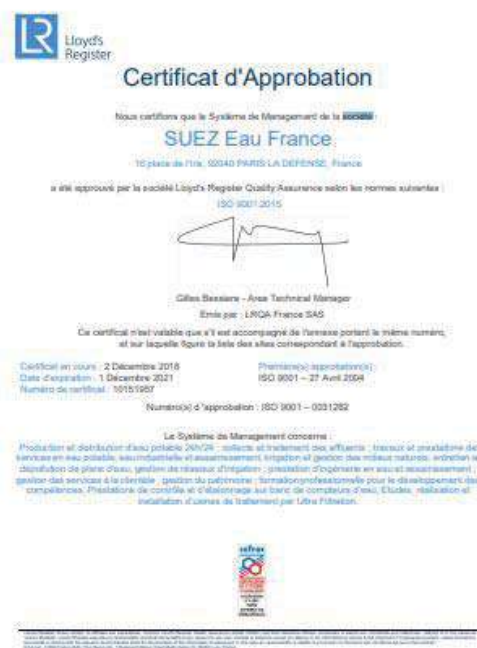 LR
Lloyd's
Register
Certificat d'Approbation
Nous certifions que le Système de Management de la société :
SUEZ Eau France
16 place de l'Iris, 92040 PARIS LA DEFENSE, France
a été approuvé par la société Lloyd's Register Quality Assurance selon les normes suivantes :
ISO 9001:2015
Gilles Bessiere - Area Technical Manager
Emis par : LRQA France SAS
Ce certificat n'est valable que s'il est accompagné de l'annexe portant le même numéro,
et sur laquelle figure la liste des sites correspondant à l'approbation.
Certificat en cours : 2 Décembre 2018
Date d'expiration : 1 Décembre 2021
Numéro de certificat : 10151957
Première(s) approbation(s) :
ISO 9001 – 27 Avril 2004
Numéro(s) d'approbation : ISO 9001 – 0031282
Le Système de Management concerne :
Production et distribution d'eau potable 24h/24 ; collecte et traitement des effluents ; travaux et prestations de
services en eau potable, eau industrielle et assainissement, irrigation et gestion des milieux naturels, entretien et
dépollution de plans d'eau, gestion de réseaux d'irrigation ; prestation d'ingénierie en eau et assainissement ;
gestion des services à la clientèle ; gestion du patrimoine ; formation professionnelle pour le développement des
compétences. Prestations de contrôle et d'étalonnage sur banc de compteurs d'eau. Etudes, réalisation et
installation d'usines de traitement par Ultra Filtration.
cofrac